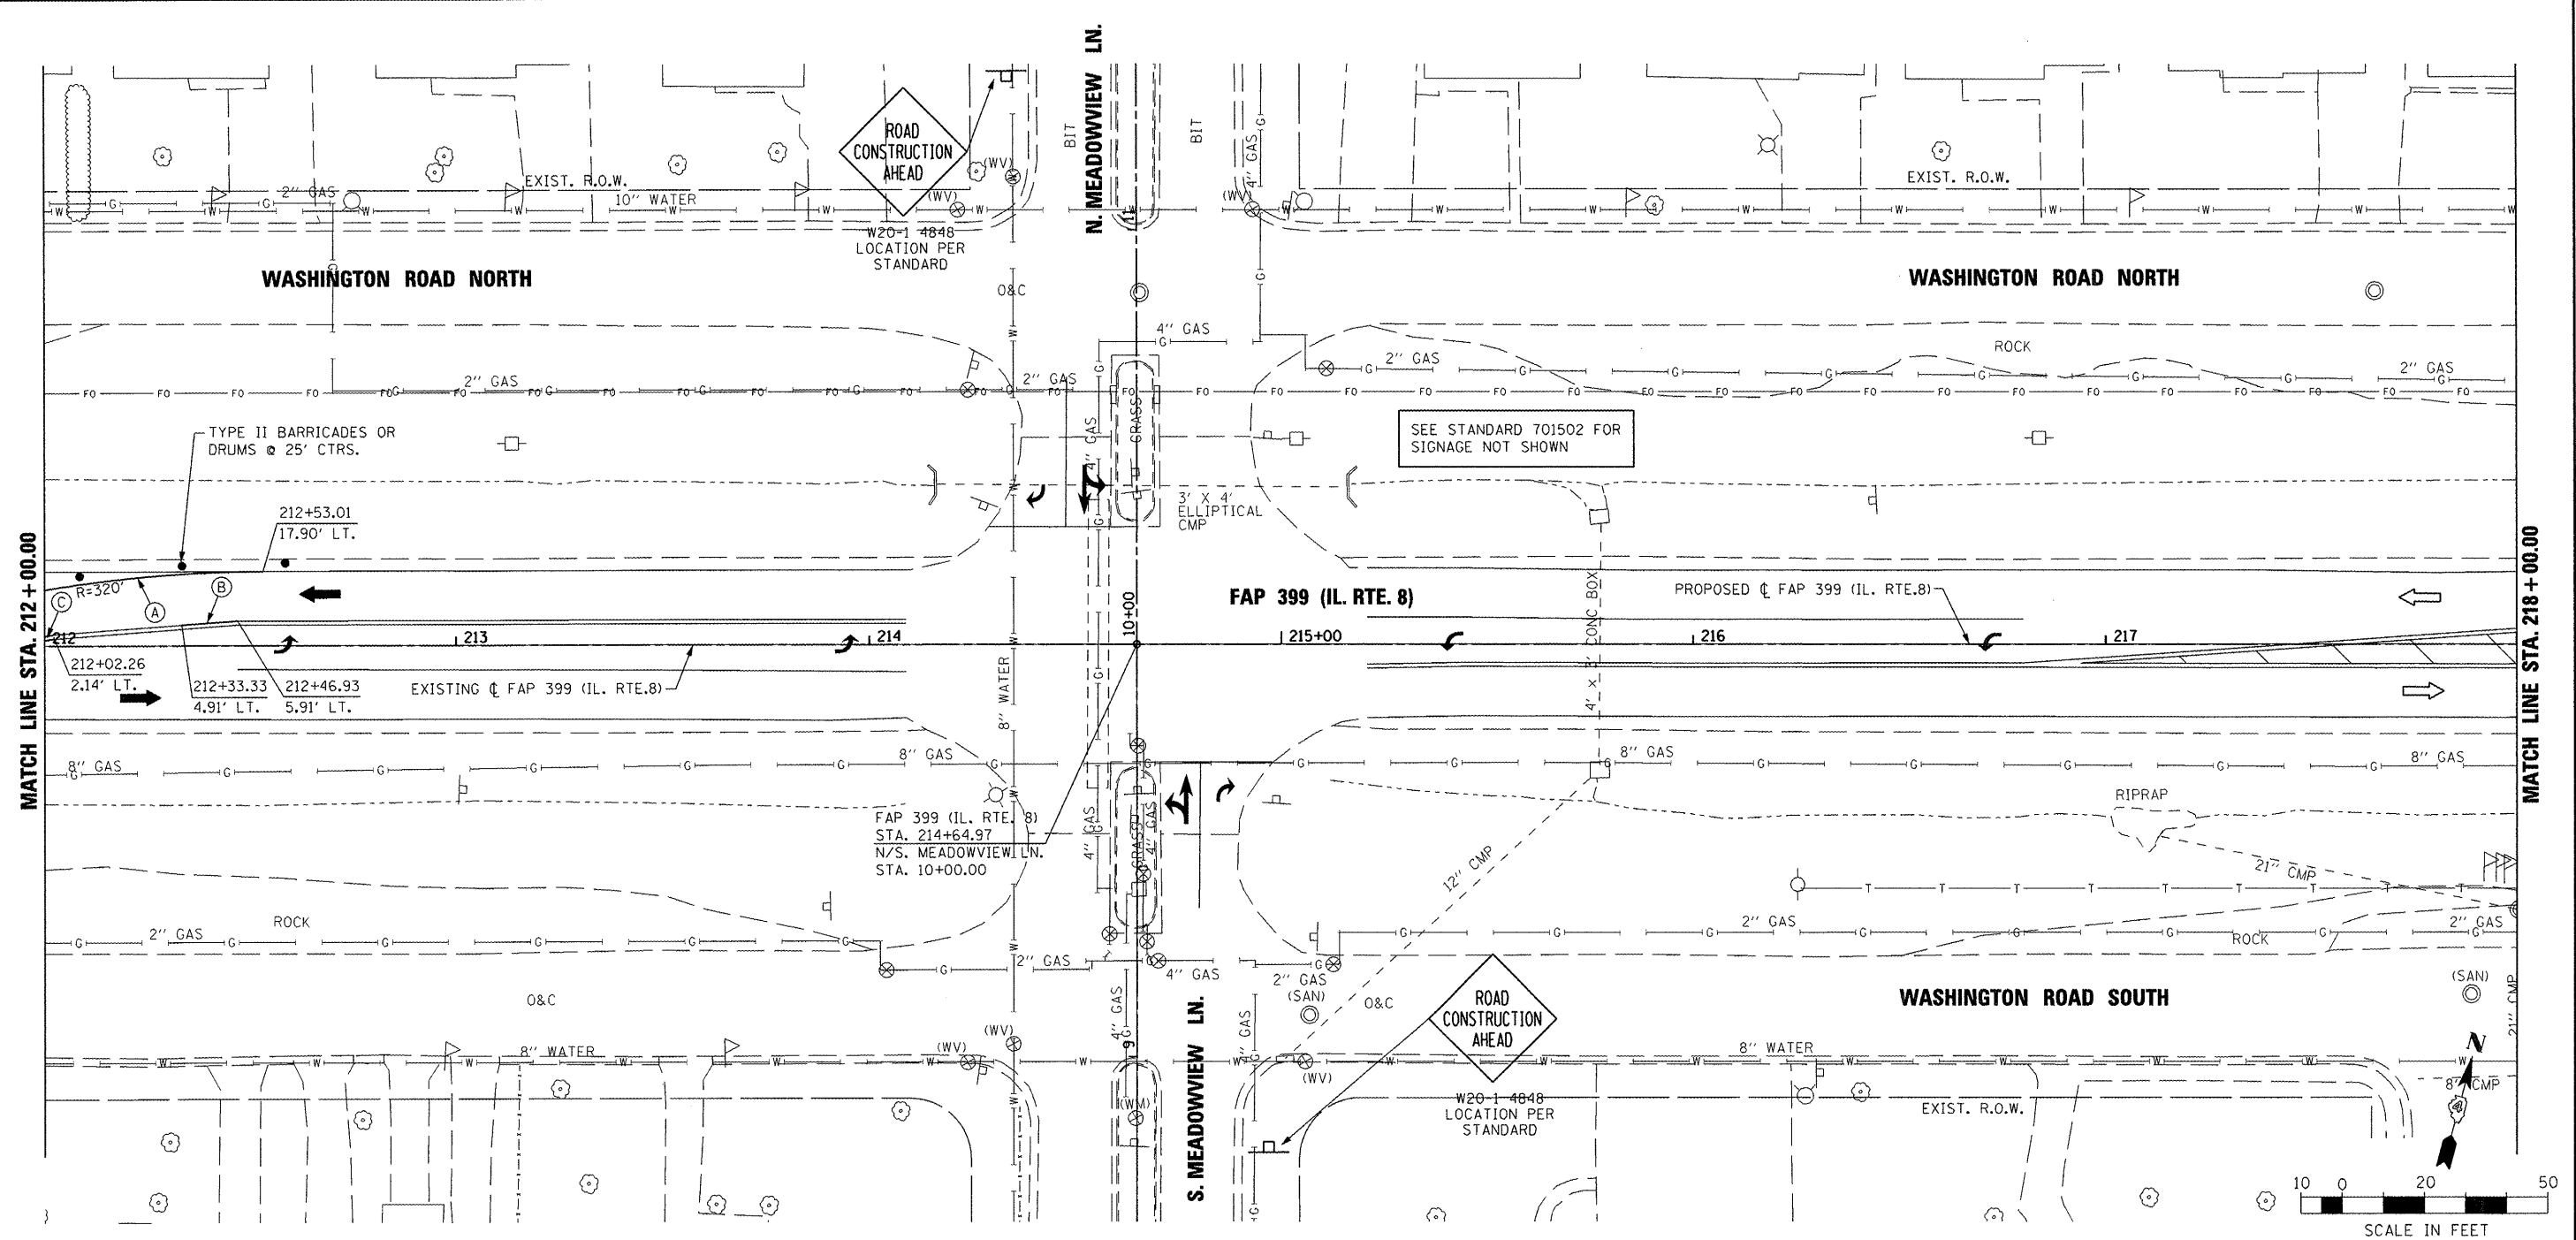 N. MEADOWVIEW LN.
BIT
BIT
ROAD
CONSTRUCTION
AHEAD
(WV)
4" GAS
EXIST. R.O.W.
EXIST. R.O.W.
2" GAS
10" WATER
(WV)
(WV)
11
W20-1 4848
LOCATION PER
STANDARD
WASHINGTON ROAD NORTH
WASHINGTON ROAD NORTH
O&C
4" GAS
ROCK
2" GAS
2" GAS
2" GAS
2" GAS
4" GAS
GRASS
TYPE II BARRICADES OR
DRUMS @ 25' CTRS.
SEE STANDARD 701502 FOR
SIGNAGE NOT SHOWN
3' X 4'
ELLIPTICAL
CMP
212+53.01
17.90' LT.
MATCH LINE STA. 212+00.00
MATCH LINE STA. 218+00.00
R=320'
A
B
C
FAP 399 (IL. RTE. 8)
PROPOSED ℄ FAP 399 (IL. RTE.8)
10+00
4' x 3' CONC BOX
212
213
214
215+00
216
217
212+02.26
2.14' LT.
212+33.33
4.91' LT.
212+46.93
5.91' LT.
EXISTING ℄ FAP 399 (IL. RTE.8)
8" WATER
8" GAS
8" GAS
8" GAS
8" GAS
RIPRAP
FAP 399 (IL. RTE. 8)
STA. 214+64.97
N/S. MEADOWVIEW LN.
STA. 10+00.00
4" GAS
GRASS
4" GAS
12" CMP
21" CMP
ROCK
2" GAS
2" GAS
2" GAS
ROCK
2" GAS
4" GAS
2" GAS
(SAN)
O&C
O&C
ROAD
CONSTRUCTION
AHEAD
WASHINGTON ROAD SOUTH
(SAN)
21" CMP
4" GAS
4" GAS
9
S. MEADOWVIEW LN.
(WV)
(WV)
8" WATER
8" WATER
(WV)
(WM)
N
8" CMP
4
W20-1 4848
LOCATION PER
STANDARD
EXIST. R.O.W.
10 0 20 50
SCALE IN FEET